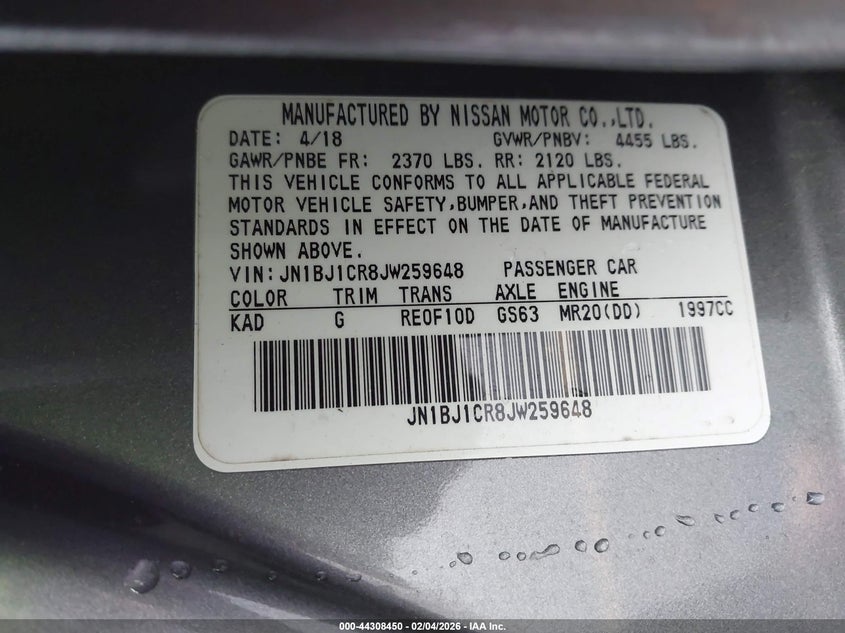 MANUFACTURED BY NISSAN MOTOR CO.,LTD.
DATE: 4/18 GVWR/PNBV: 4455 LBS.
GAWR/PNBE FR: 2370 LBS. RR: 2120 LBS.
THIS VEHICLE CONFORMS TO ALL APPLICABLE FEDERAL
MOTOR VEHICLE SAFETY,BUMPER,AND THEFT PREVENTION
STANDARDS IN EFFECT ON THE DATE OF MANUFACTURE
SHOWN ABOVE.
VIN:JN1BJ1CR8JW259648 PASSENGER CAR
COLOR TRIM TRANS AXLE ENGINE
KAD G RE0F10D GS63 MR20(DD) 1997CC
JN1BJ1CR8JW259648
000-44308450 - 02/04/2026 - IAA Inc.